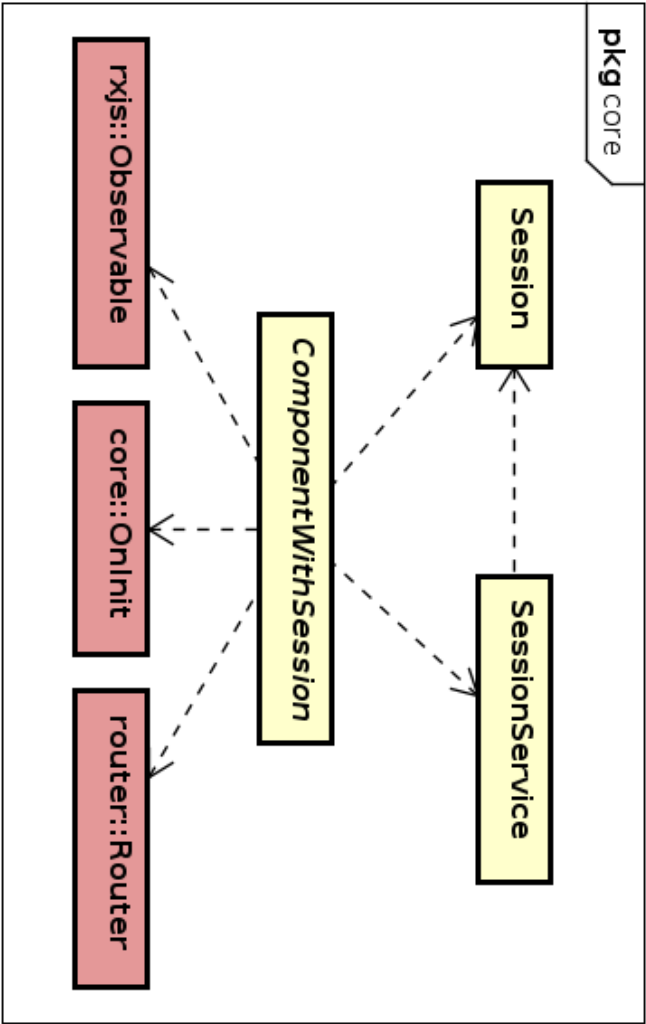 pkg core
Session
SessionService
ComponentWithSession
rxjs::Observable
core::OnInit
router::Router